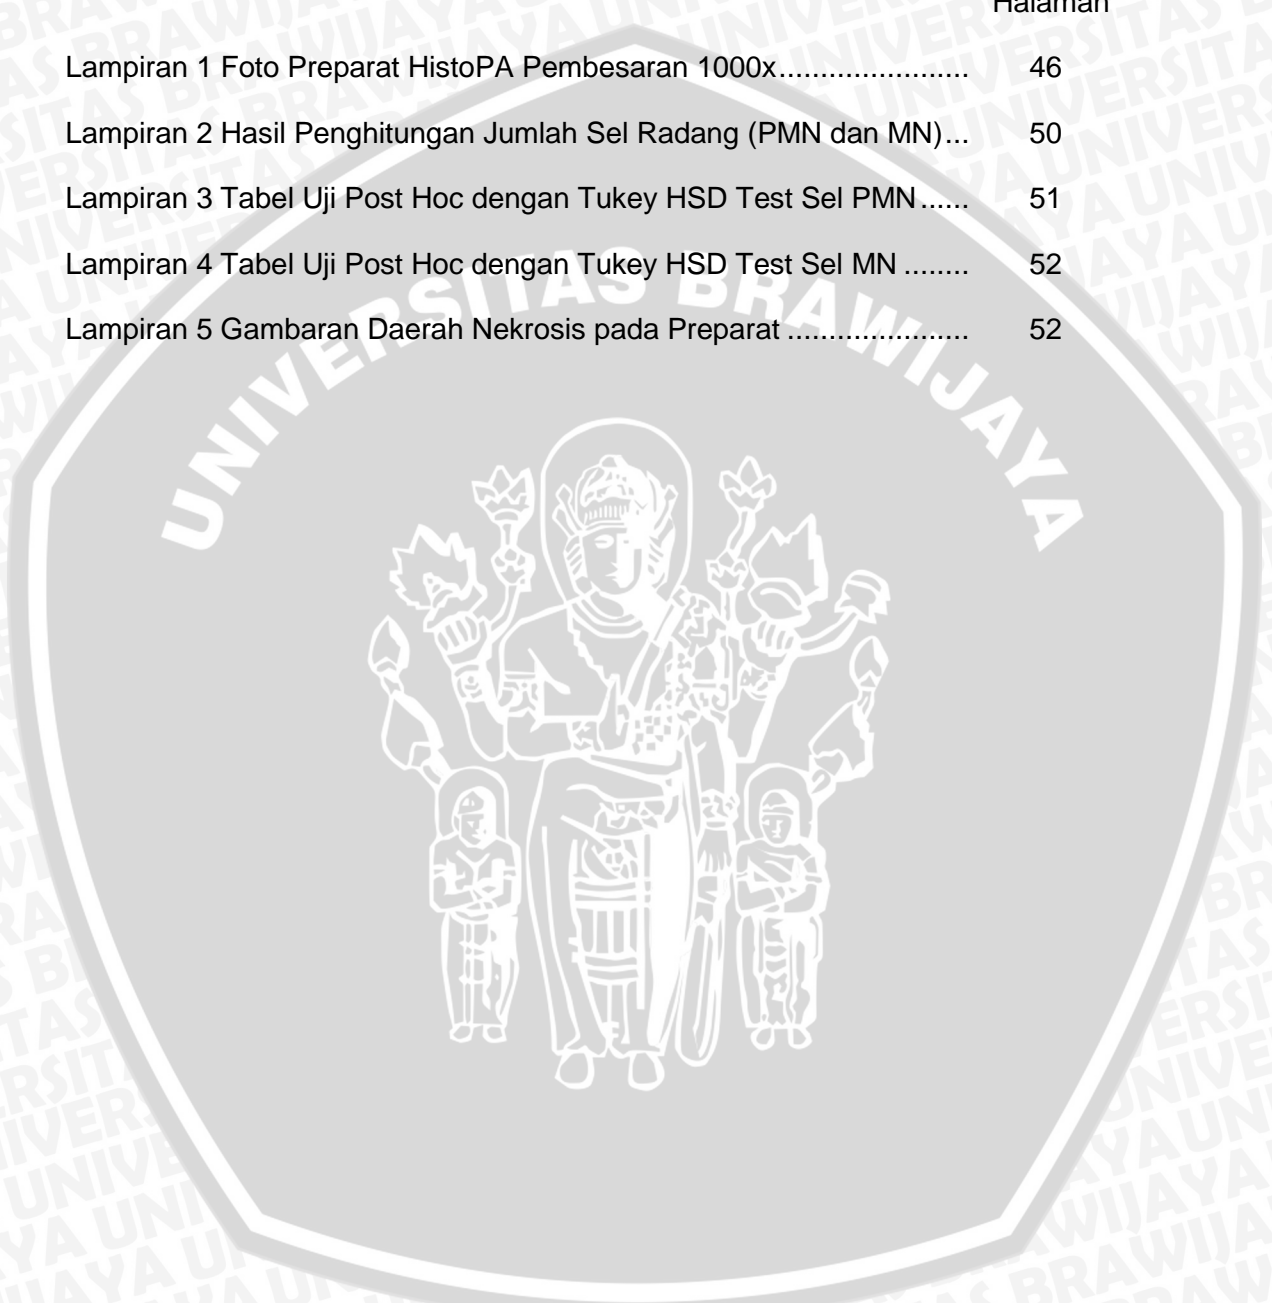 Halaman
Lampiran 1 Foto Preparat HistoPA Pembesaran 1000x....................... 46
Lampiran 2 Hasil Penghitungan Jumlah Sel Radang (PMN dan MN)... 50
Lampiran 3 Tabel Uji Post Hoc dengan Tukey HSD Test Sel PMN...... 51
Lampiran 4 Tabel Uji Post Hoc dengan Tukey HSD Test Sel MN ........ 52
Lampiran 5 Gambaran Daerah Nekrosis pada Preparat ...................... 52
UNIVERSITAS BRAWIJAYA